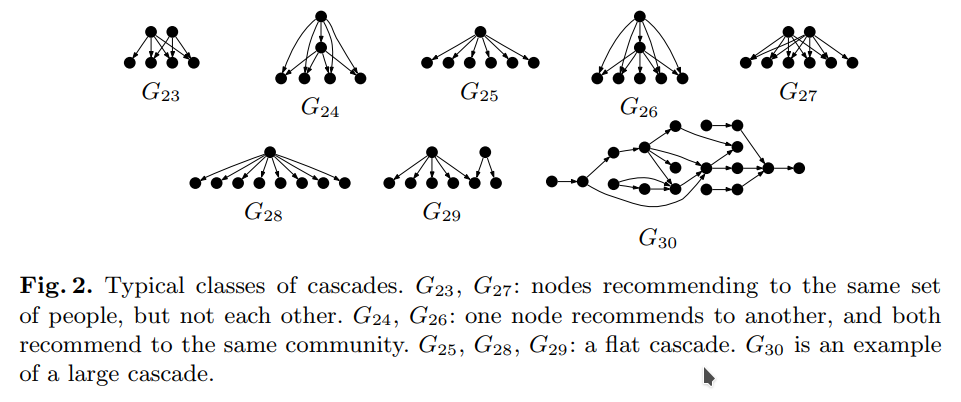 G23 G24 G25 G26 G27
G28 G29 G30
Fig. 2. Typical classes of cascades. G23, G27: nodes recommending to the same set
of people, but not each other. G24, G26: one node recommends to another, and both
recommend to the same community. G25, G28, G29: a flat cascade. G30 is an example
of a large cascade.